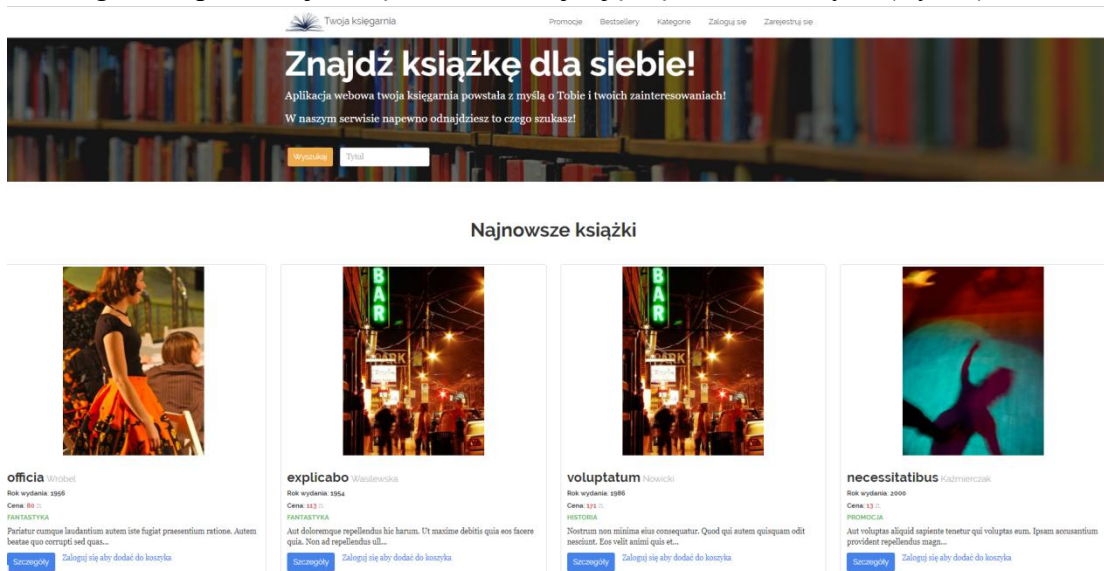 Twoja księgarnia
Promocje Bestsellery Kategorie Zaloguj się Zarejestruj się
Znajdź książkę dla siebie!
Aplikacja webowa twoja księgarnia powstała z myślą o Tobie i twoich zainteresowaniach!
W naszym serwisie napewno odnajdziesz to czego szukasz!
Wyszukaj Tytuł
Najnowsze książki
BAR
PARK
BAR
PARK
officia Wróbel
Rok wydania: 1956
Cena: 80 zł
FANTASTYKA
Pariatur cumque laudantium autem iste fugiat praesentium ratione. Autem
beatae quo corrupti sed quas...
Szczegóły Zaloguj się aby dodać do koszyka
explicabo Wasilewska
Rok wydania: 1954
Cena: 113 zł
FANTASTYKA
Aut doloremque repellendus hic harum. Ut maxime debitis quia eos facere
quia. Non ad repellendus ull...
Szczegóły Zaloguj się aby dodać do koszyka
voluptatum Nowicki
Rok wydania: 1986
Cena: 171 zł
HISTORIA
Nostrum non minima eius consequatur. Quod qui autem quisquam odit
nesciunt. Eos velit animi quis et...
Szczegóły Zaloguj się aby dodać do koszyka
necessitatibus Kaźmierczak
Rok wydania: 2000
Cena: 13 zł
PROMOCJA
Aut voluptas aliquid sapiente tenetur qui voluptas eum. Ipsam accusantium
provident repellendus magn...
Szczegóły Zaloguj się aby dodać do koszyka